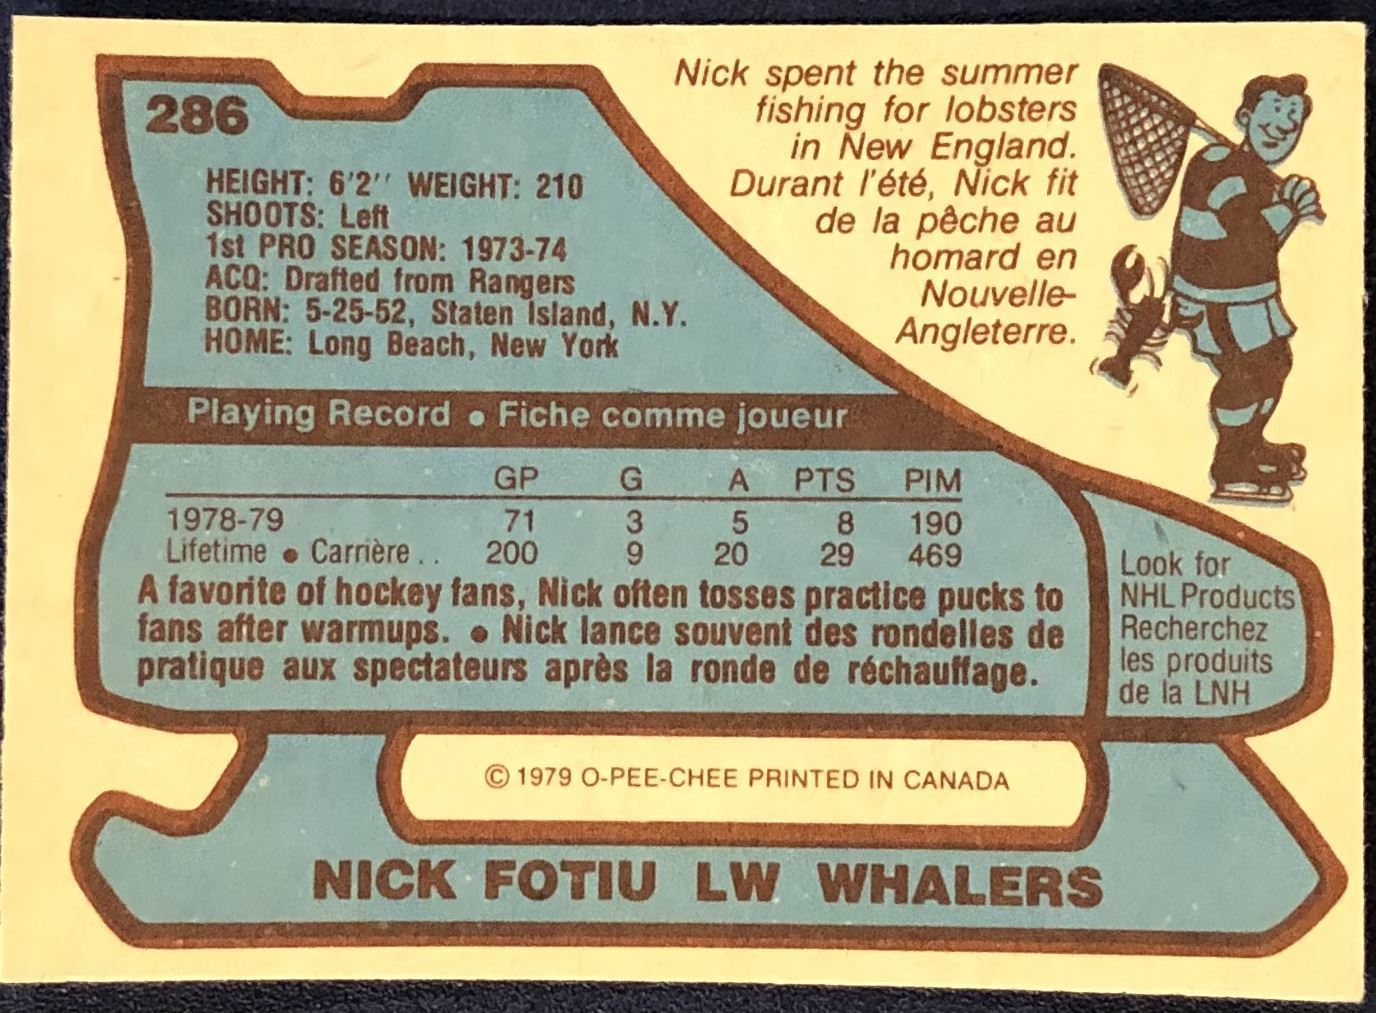 286
Nick spent the summer
fishing for lobsters
in New England.
Durant l'été, Nick fit
de la pêche au
homard en
Nouvelle-
Angleterre.
HEIGHT: 6'2'' WEIGHT: 210
SHOOTS: Left
1st PRO SEASON: 1973-74
ACQ: Drafted from Rangers
BORN: 5-25-52, Staten Island, N.Y.
HOME: Long Beach, New York
Playing Record • Fiche comme joueur
GP G A PTS PIM
1978-79 71 3 5 8 190
Lifetime • Carrière .. 200 9 20 29 469
A favorite of hockey fans, Nick often tosses practice pucks to
fans after warmups. • Nick lance souvent des rondelles de
pratique aux spectateurs après la ronde de réchauffage.
Look for
NHL Products
Recherchez
les produits
de la LNH
© 1979 O-PEE-CHEE PRINTED IN CANADA
NICK FOTIU LW WHALERS